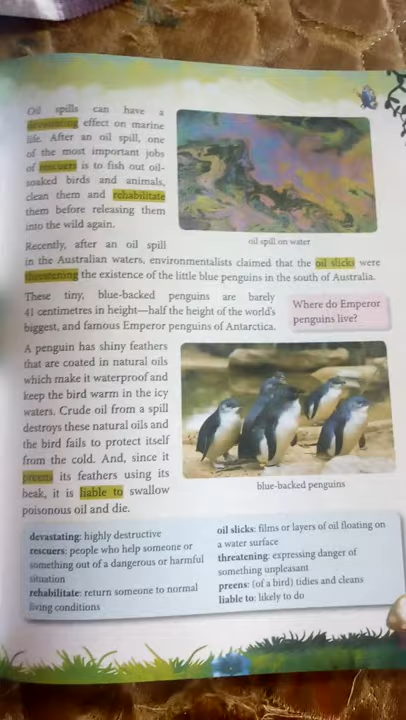 Oil spills can have a
devastating effect on marine
life. After an oil spill, one
of the most important jobs
of rescuers is to fish out oil-
soaked birds and animals,
clean them and rehabilitate
them before releasing them
into the wild again.
oil spill on water
Recently, after an oil spill
in the Australian waters, environmentalists claimed that the oil slicks were
threatening the existence of the little blue penguins in the south of Australia.
These tiny, blue-backed penguins are barely
41 centimetres in height—half the height of the world's
biggest, and famous Emperor penguins of Antarctica.
Where do Emperor
penguins live?
A penguin has shiny feathers
that are coated in natural oils
which make it waterproof and
keep the bird warm in the icy
waters. Crude oil from a spill
destroys these natural oils and
the bird fails to protect itself
from the cold. And, since it
preens its feathers using its
beak, it is liable to swallow
poisonous oil and die.
blue-backed penguins
devastating: highly destructive
rescuers: people who help someone or
something out of a dangerous or harmful
situation
rehabilitate: return someone to normal
living conditions
oil slicks: films or layers of oil floating on
a water surface
threatening: expressing danger of
something unpleasant
preens: (of a bird) tidies and cleans
liable to: likely to do